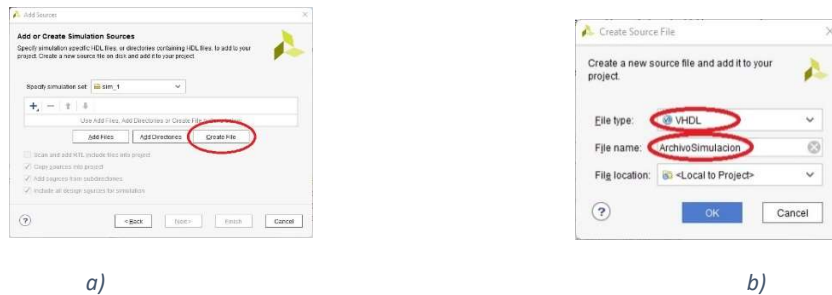 Add Sources
Add or Create Simulation Sources
Specify simulation specific HDL files, or directories containing HDL files, to add to your
project. Create a new source file on disk and add it to your project.
Specify simulation set: sim_1
Use Add Files, Add Directories or Create File
Add Files Add Directories Create File
Scan and add RTL include files into project
Copy sources into project
Add sources from subdirectories
Include all design sources for simulation
? < Back Next > Finish Cancel
a)
Create Source File
Create a new source file and add it to your
project.
File type: VHDL
File name: ArchivoSimulacion
File location: <Local to Project>
? OK Cancel
b)